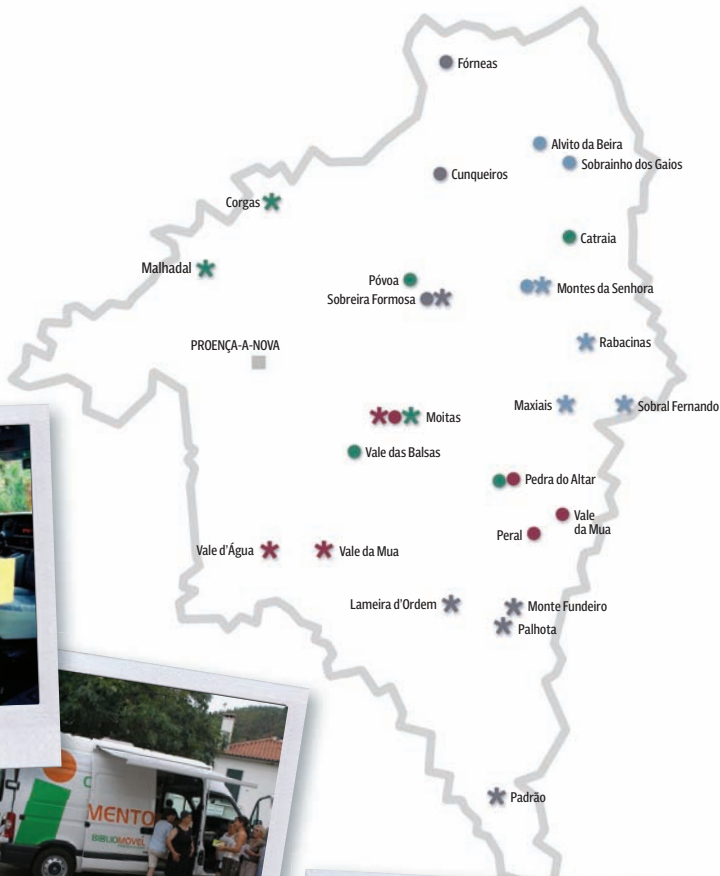 Fórneas
Alvito da Beira
Sobrainho dos Gaios
Cunqueiros
Corgas
Catraia
Malhadal
Póvoa
Montes da Senhora
Sobreira Formosa
PROENÇA-A-NOVA
Rabacinas
Maxiais
Sobral Fernando
Moitas
Vale das Balsas
Pedra do Altar
Vale
da Mua
Peral
Vale d'Água
Vale da Mua
Lameira d'Ordem
Monte Fundeiro
Palhota
Padrão
MENTO
BIBLIOMÓVEL